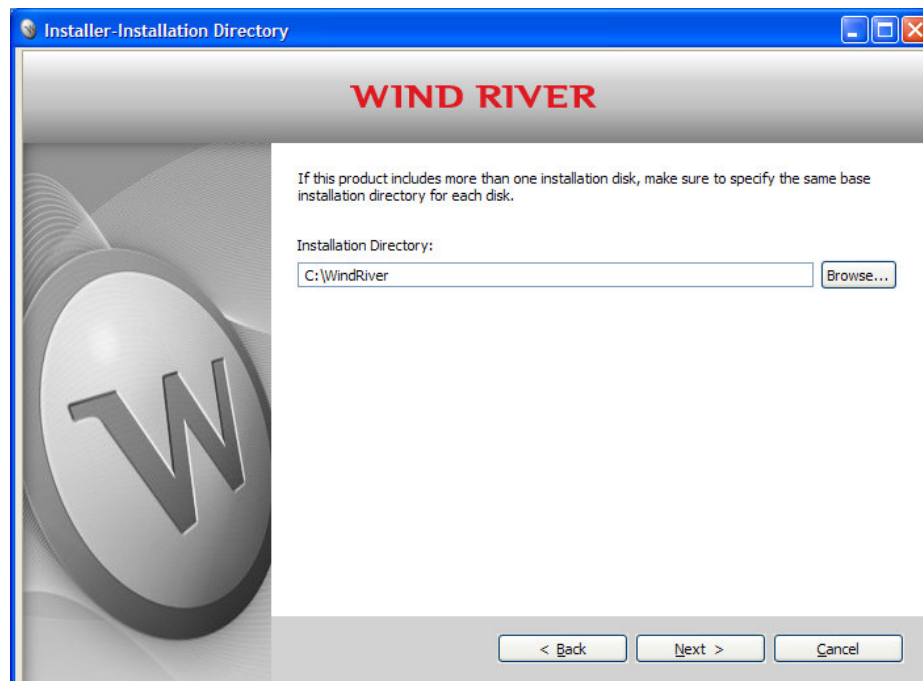 Installer-Installation Directory
WIND RIVER
If this product includes more than one installation disk, make sure to specify the same base
installation directory for each disk.
Installation Directory:
C:\WindRiver
Browse...
W
< Back
Next >
Cancel